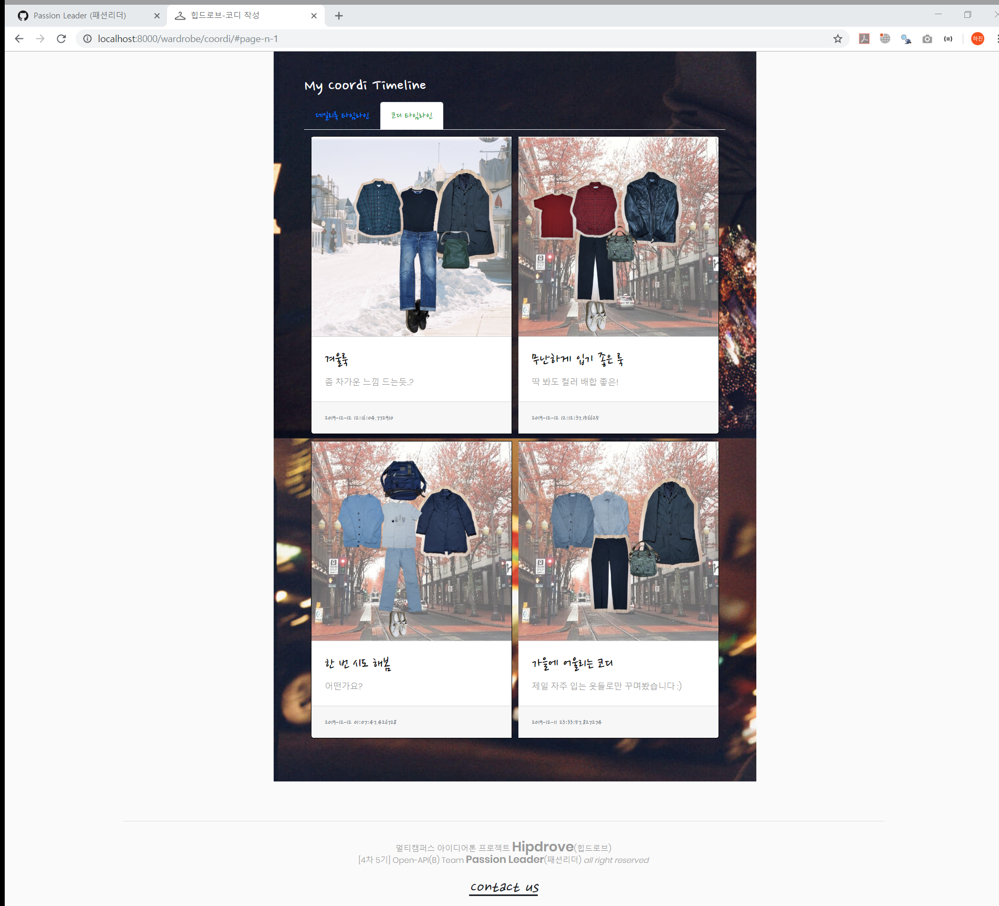 Passion Leader (패션리더)
힙드로브-코디 작성
localhost:8000/wardrobe/coordi/#page-n-1
하진
My Coordi Timeline
데일리룩 타임라인
코디 타임라인
겨울룩
좀 차가운 느낌 드는듯..?
2019-12-12 12:16:04.772910
무난하게 입기 좋은 룩
딱 봐도 컬러 배합 좋은!
2019-12-12 12:12:37.156625
한 번 시도 해봄
어떤가요?
2019-12-12 01:07:47.426728
가을에 어울리는 코디
제일 자주 입는 옷들로만 꾸며봤습니다 :)
2019-12-11 23:33:57.827274
멀티캠퍼스 아이디어톤 프로젝트 Hipdrove(힙드로브)
[4차 5기] Open-API(B) Team Passion Leader(패션리더) all right reserved
contact us